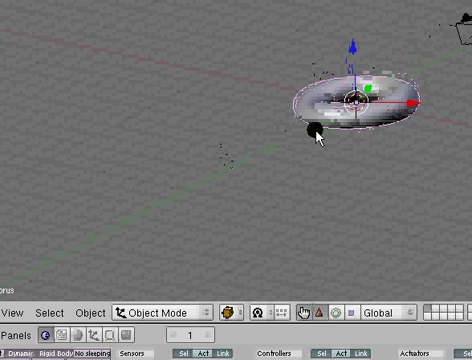 orus
View Select Object Object Mode Global
Panels 1
Dynamic Rigid Body No sleeping Sensors Sel Act Link Controllers Sel Act Link Actuators Sel